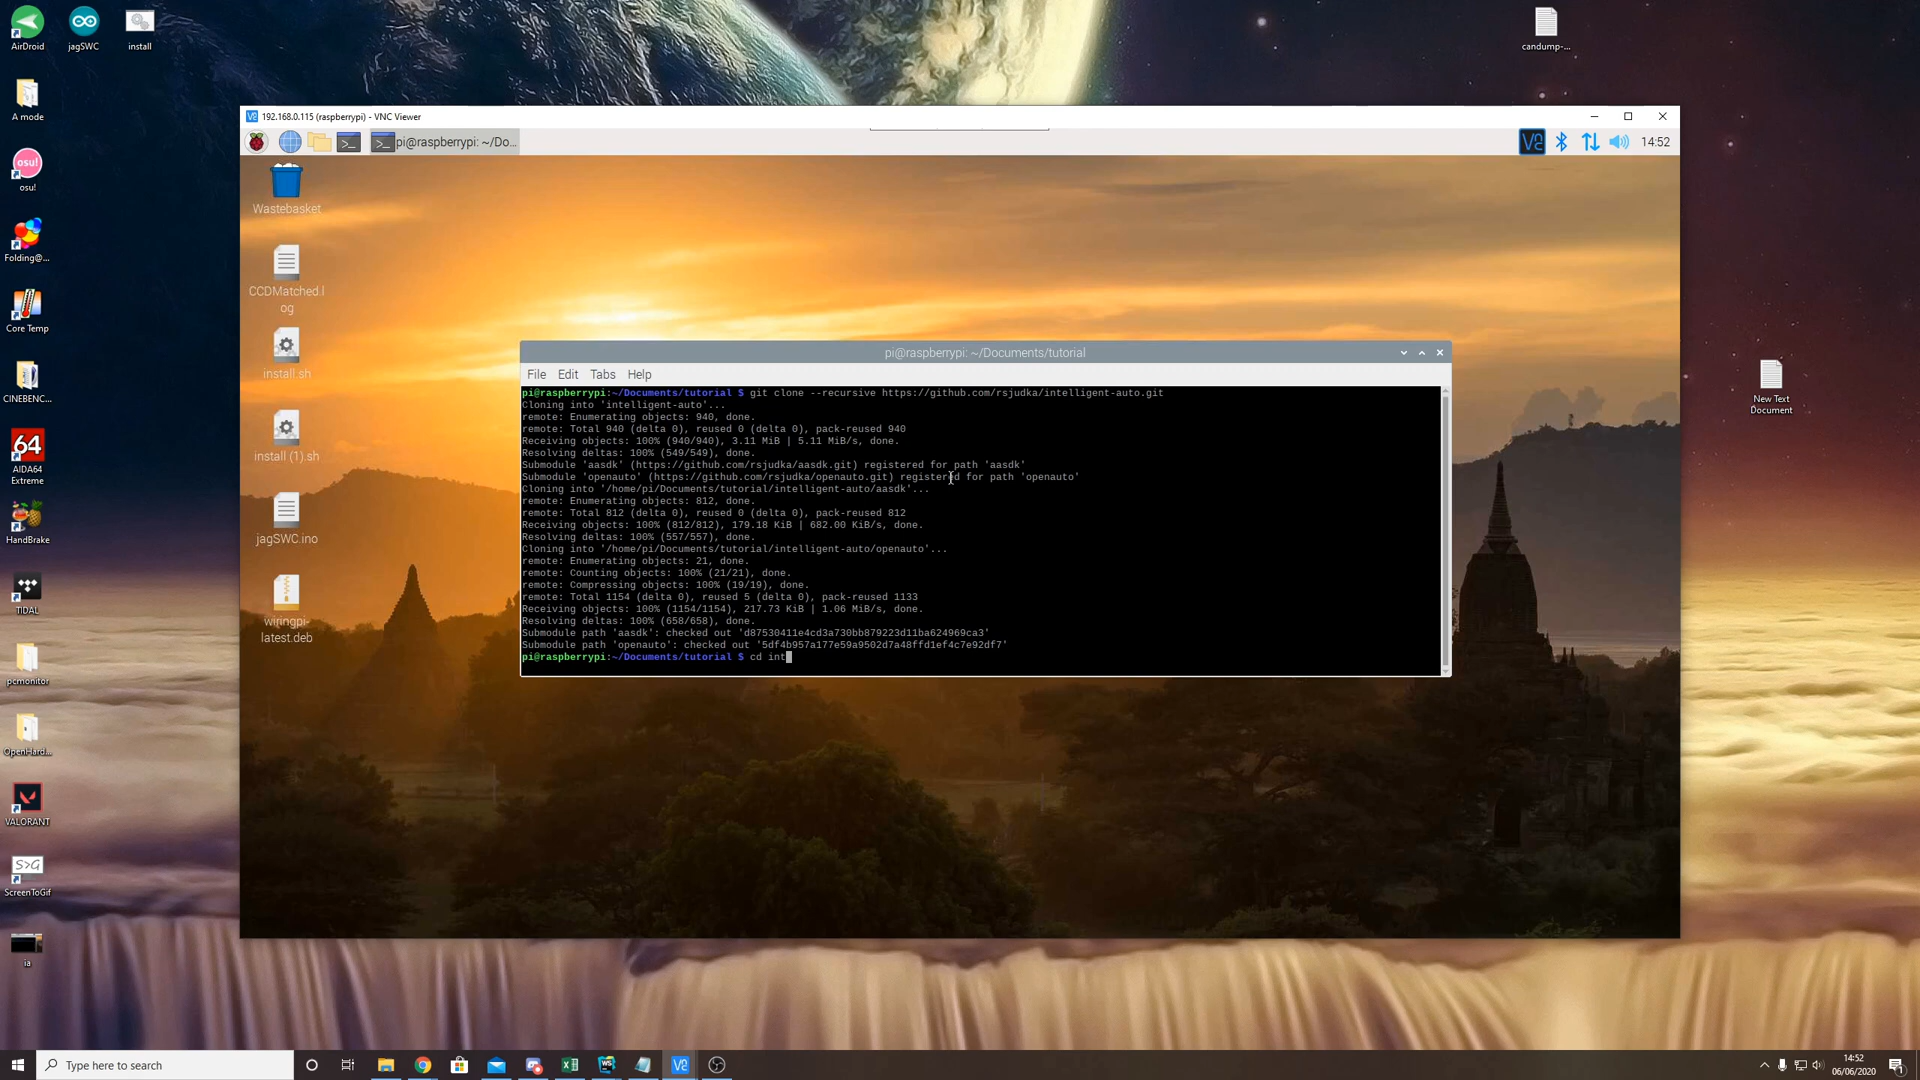 AirDroid
jagSWC
install
candump-...
A mode
osu!
osu!
Folding@...
Core Temp
CINEBENC...
64
AIDA64
Extreme
HandBrake
TIDAL
pcmonitor
OpenHard...
VALORANT
S>G
ScreenToGif
ia
New Text
Document
192.168.0.115 (raspberrypi) - VNC Viewer
pi@raspberrypi: ~/Do...
14:52
Wastebasket
CCDMatched.l
og
install.sh
install (1).sh
jagSWC.ino
wiringpi-
latest.deb
pi@raspberrypi: ~/Documents/tutorial
File Edit Tabs Help
pi@raspberrypi:~/Documents/tutorial $ git clone --recursive https://github.com/rsjudka/intelligent-auto.git
Cloning into 'intelligent-auto'...
remote: Enumerating objects: 940, done.
remote: Total 940 (delta 0), reused 0 (delta 0), pack-reused 940
Receiving objects: 100% (940/940), 3.11 MiB | 5.11 MiB/s, done.
Resolving deltas: 100% (549/549), done.
Submodule 'aasdk' (https://github.com/rsjudka/aasdk.git) registered for path 'aasdk'
Submodule 'openauto' (https://github.com/rsjudka/openauto.git) registered for path 'openauto'
Cloning into '/home/pi/Documents/tutorial/intelligent-auto/aasdk'...
remote: Enumerating objects: 812, done.
remote: Total 812 (delta 0), reused 0 (delta 0), pack-reused 812
Receiving objects: 100% (812/812), 179.18 KiB | 682.00 KiB/s, done.
Resolving deltas: 100% (557/557), done.
Cloning into '/home/pi/Documents/tutorial/intelligent-auto/openauto'...
remote: Enumerating objects: 21, done.
remote: Counting objects: 100% (21/21), done.
remote: Compressing objects: 100% (19/19), done.
remote: Total 1154 (delta 0), reused 5 (delta 0), pack-reused 1133
Receiving objects: 100% (1154/1154), 217.73 KiB | 1.06 MiB/s, done.
Resolving deltas: 100% (658/658), done.
Submodule path 'aasdk': checked out 'd87530411e4cd3a730bb879223d11ba624969ca3'
Submodule path 'openauto': checked out '5df4b957a177e59a9502d7a48ffd1ef4c7e92df7'
pi@raspberrypi:~/Documents/tutorial $ cd int
Type here to search
14:52
06/06/2020